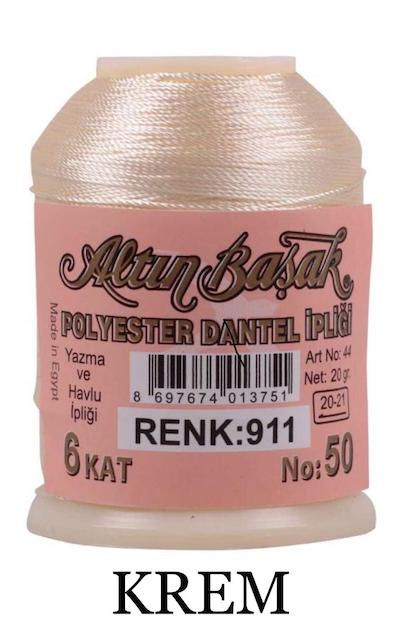 Altın Başak
POLYESTER DANTEL İPLİĞİ
Made in Egypt
Yazma
ve
Havlu
İpliği
Art No: 44
Net: 20 gr.
20-21
8 697674 013751
RENK:911
6 KAT
No: 50
KREM